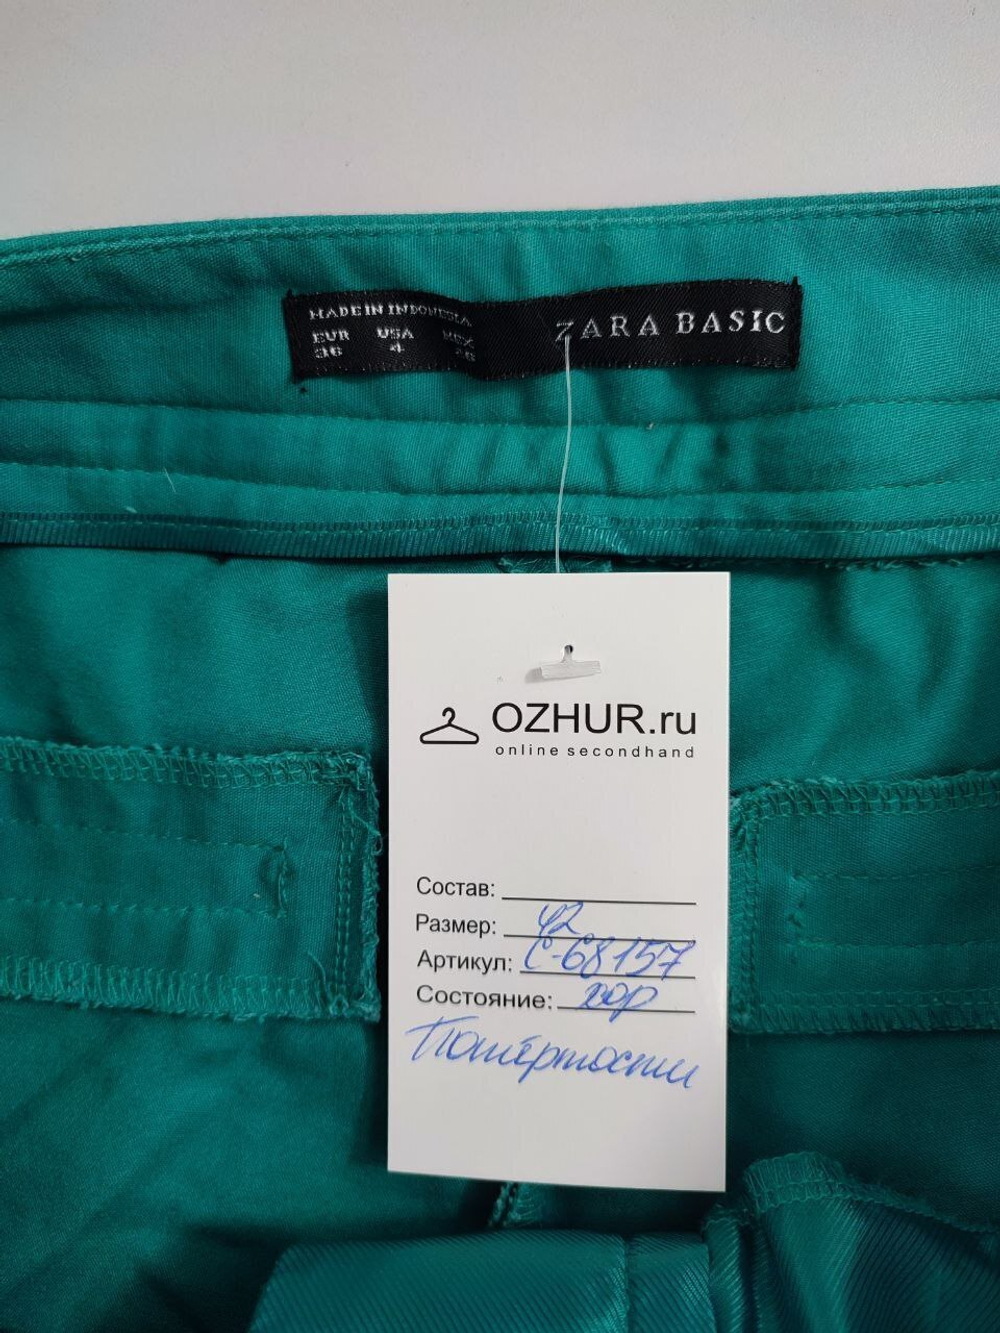 MADE IN INDONESIA
EUR USA MEX
36 4 26
ZARA BASIC
OZHUR.ru
online secondhand
Состав:
Размер: 42
Артикул: С-68157
Состояние: хор
Потёртости